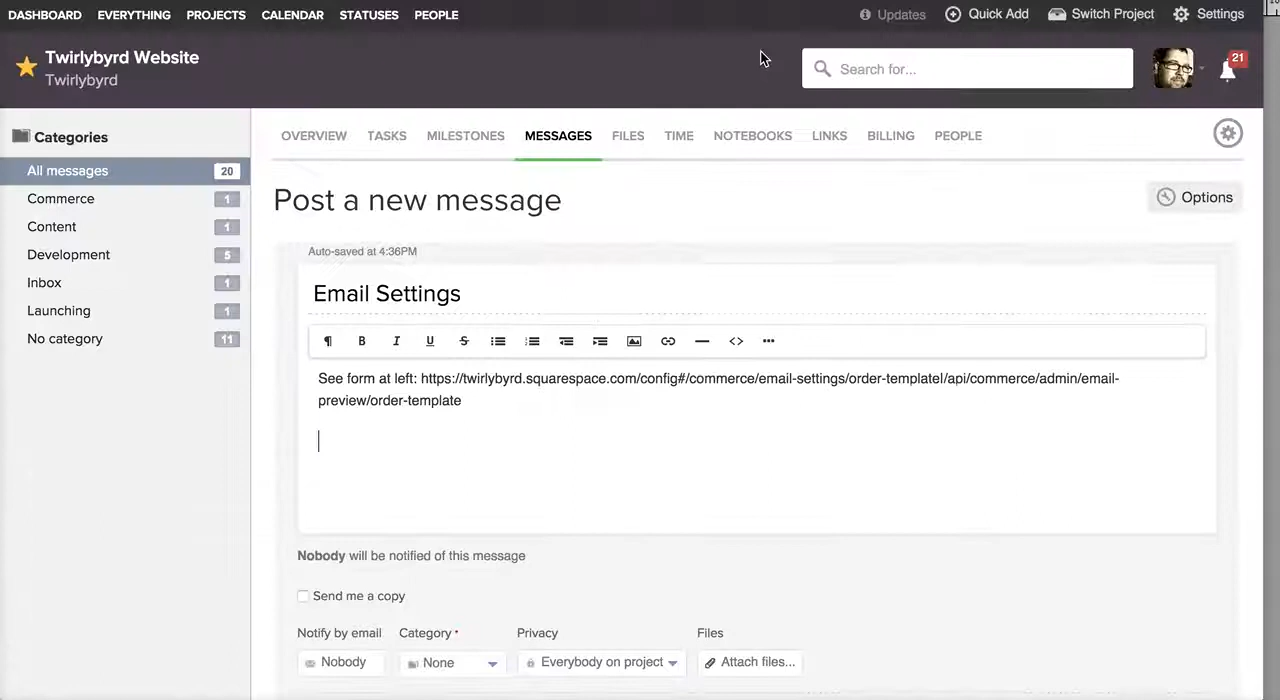 DASHBOARD EVERYTHING PROJECTS CALENDAR STATUSES PEOPLE Updates Quick Add Switch Project Settings
Twirlybyrd Website
Twirlybyrd
Search for...
21
Categories
All messages 20
Commerce 1
Content 1
Development 5
Inbox 1
Launching 1
No category 11
OVERVIEW TASKS MILESTONES MESSAGES FILES TIME NOTEBOOKS LINKS BILLING PEOPLE
Post a new message
Options
Auto-saved at 4:36PM
Email Settings
See form at left: https://twirlybyrd.squarespace.com/config#/commerce/email-settings/order-templatel/api/commerce/admin/email-
preview/order-template
Nobody will be notified of this message
Send me a copy
Notify by email Category • Privacy Files
Nobody None Everybody on project Attach files...